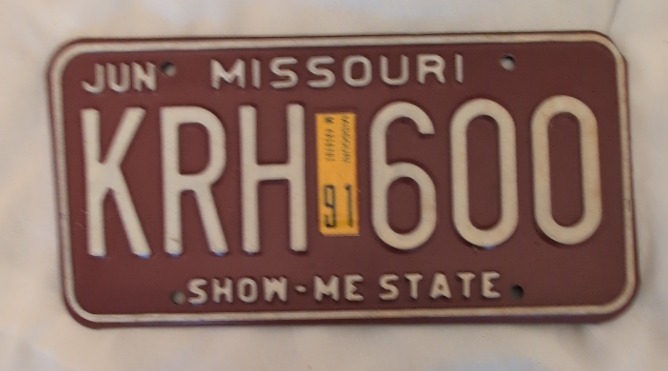 JUN MISSOURI
KRH 600
91
SHOW-ME STATE